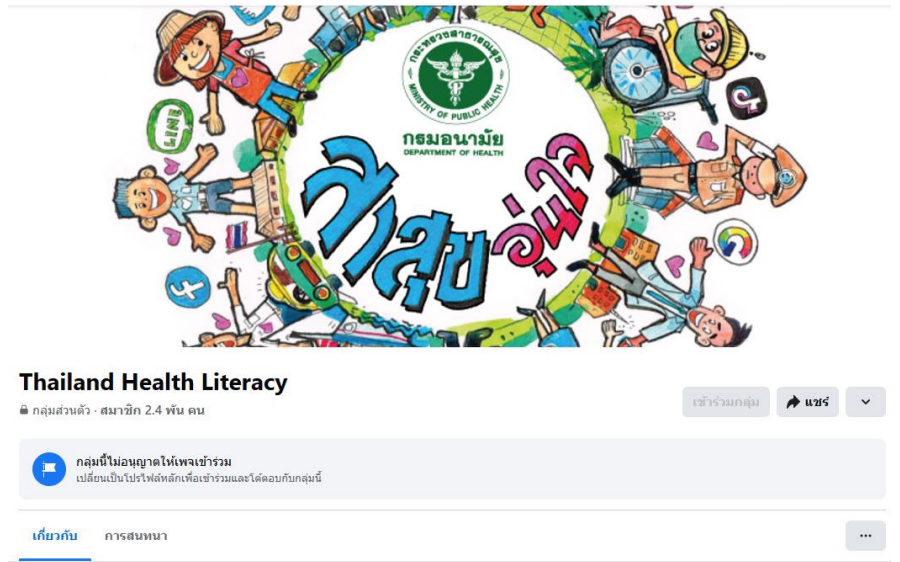 กระทรวงสาธารณสุข
MINISTRY OF PUBLIC HEALTH
กรมอนามัย
DEPARTMENT OF HEALTH
LINE
สาสุข
อุ่นใจ
Thailand Health Literacy
กลุ่มส่วนตัว · สมาชิก 2.4 พัน คน
เข้าร่วมกลุ่ม
แชร์
กลุ่มนี้ไม่อนุญาตให้เพจเข้าร่วม
เปลี่ยนเป็นโปรไฟล์หลักเพื่อเข้าร่วมและโต้ตอบกับกลุ่มนี้
เกี่ยวกับ
การสนทนา